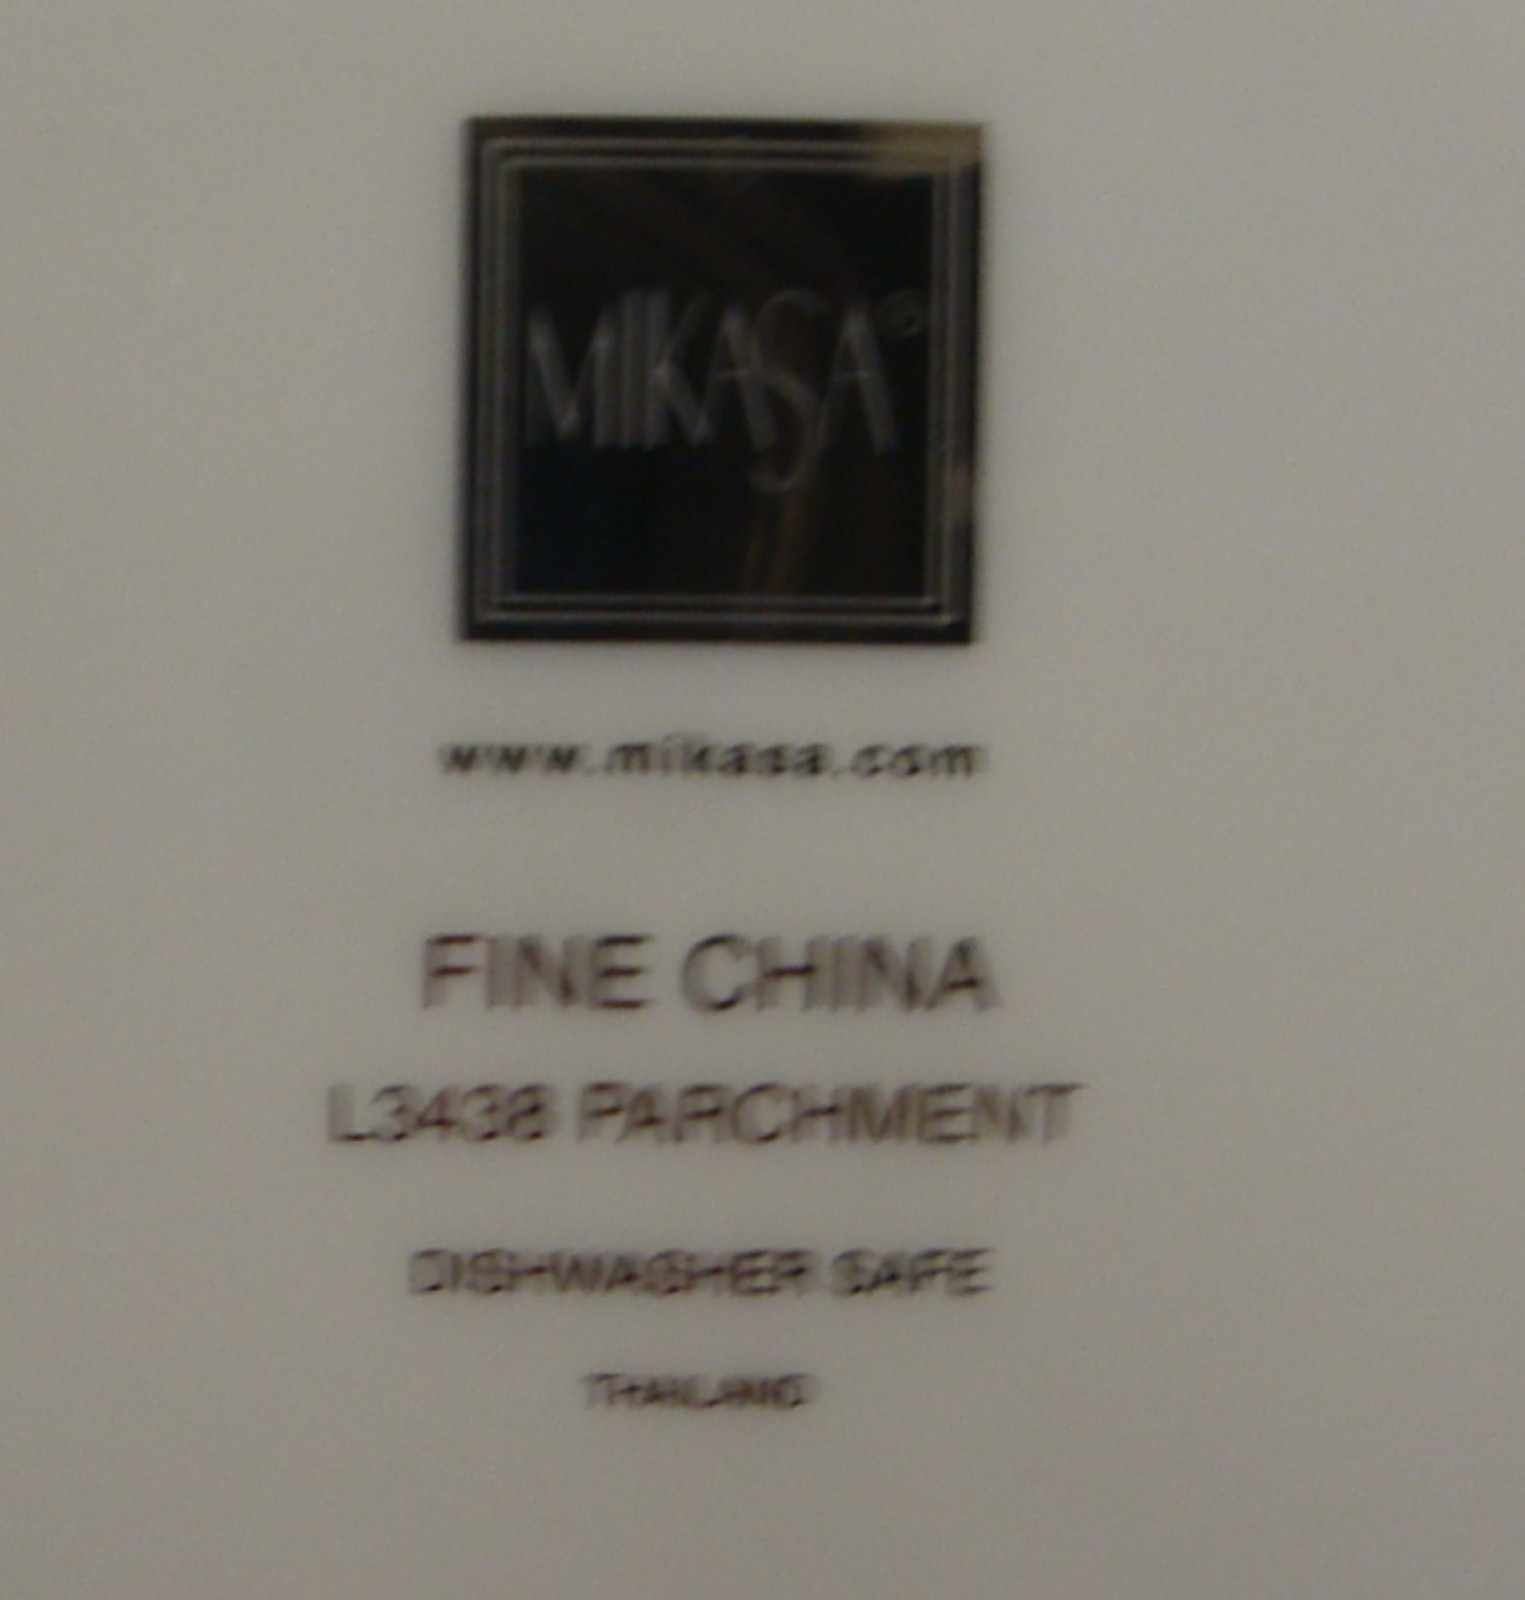 MIKASA®
www.mikasa.com
FINE CHINA
L3438 PARCHMENT
DISHWASHER SAFE
THAILAND